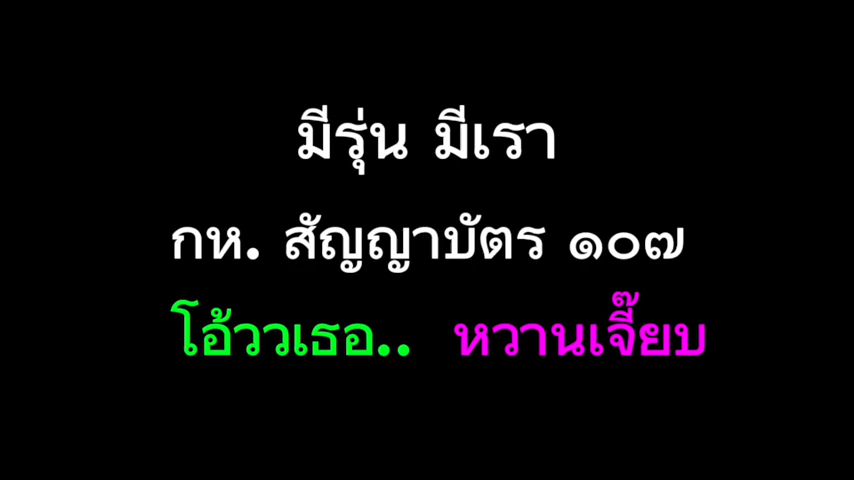 มีรุ่น มีเรา
กห. สัญญาบัตร ๑๐๗
โอ้ววเธอ.. หวานเจี๊ยบ